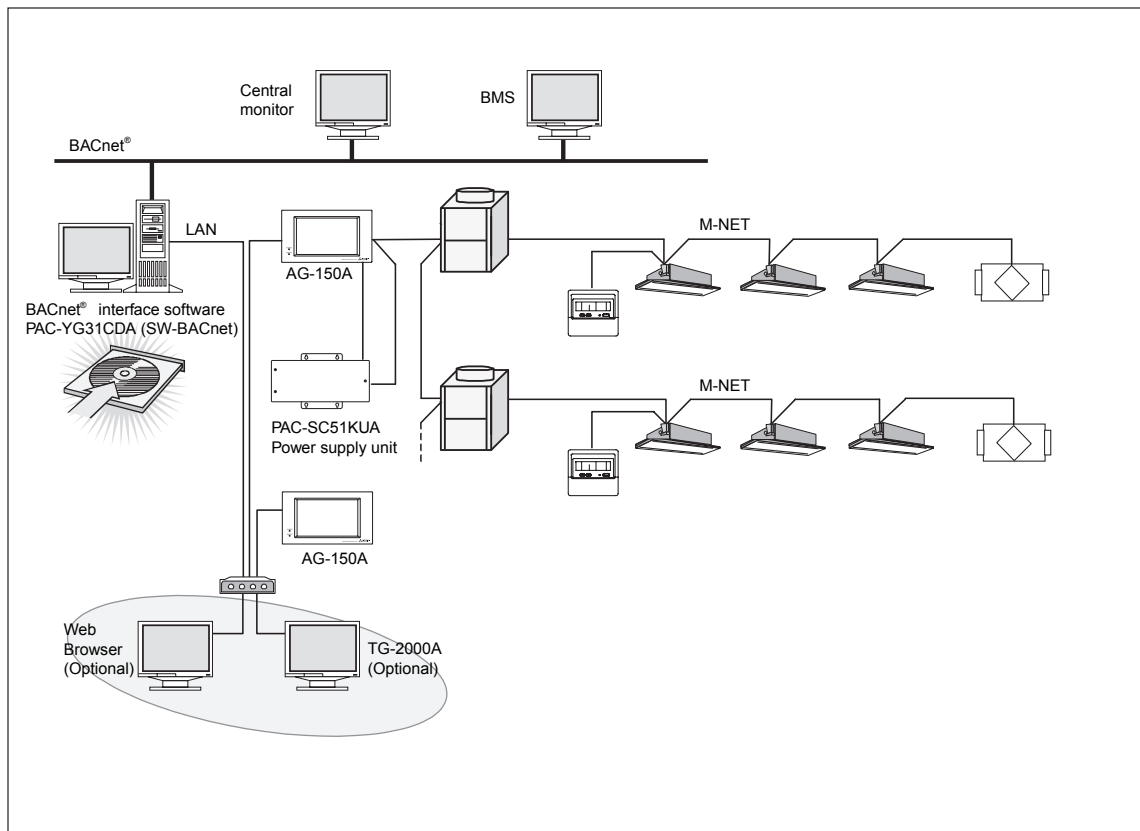 Central
monitor
BMS
BACnet®
LAN
AG-150A
M-NET
BACnet® interface software
PAC-YG31CDA (SW-BACnet)
PAC-SC51KUA
Power supply unit
M-NET
AG-150A
Web
Browser
(Optional)
TG-2000A
(Optional)